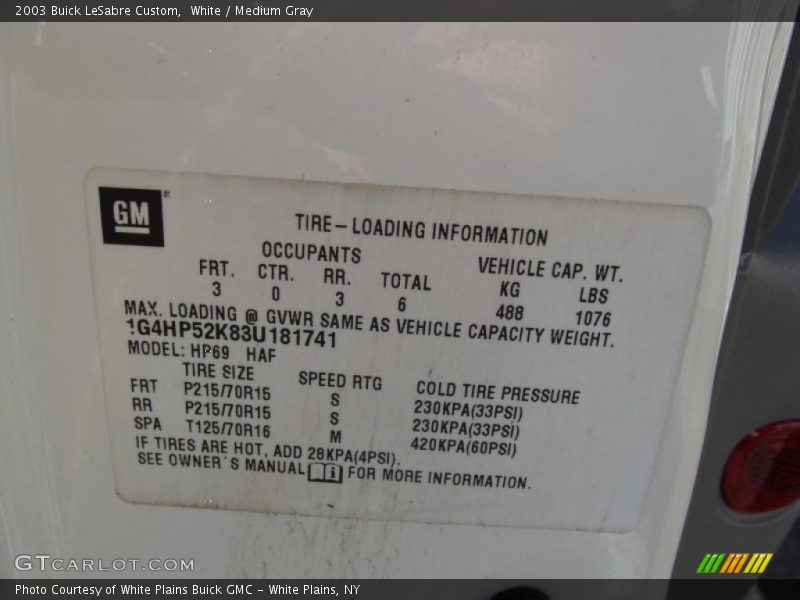 2003 Buick LeSabre Custom, White / Medium Gray
GM
TIRE-LOADING INFORMATION
OCCUPANTS VEHICLE CAP. WT.
FRT. CTR. RR. TOTAL KG LBS
3 0 3 6 488 1076
MAX. LOADING @ GVWR SAME AS VEHICLE CAPACITY WEIGHT.
1G4HP52K83U181741
MODEL: HP69 HAF
TIRE SIZE SPEED RTG COLD TIRE PRESSURE
FRT P215/70R15 S 230KPA(33PSI)
RR P215/70R15 S 230KPA(33PSI)
SPA T125/70R16 M 420KPA(60PSI)
IF TIRES ARE HOT, ADD 28KPA(4PSI).
SEE OWNER'S MANUAL i FOR MORE INFORMATION.
GTCARLOT.COM
Photo Courtesy of White Plains Buick GMC - White Plains, NY